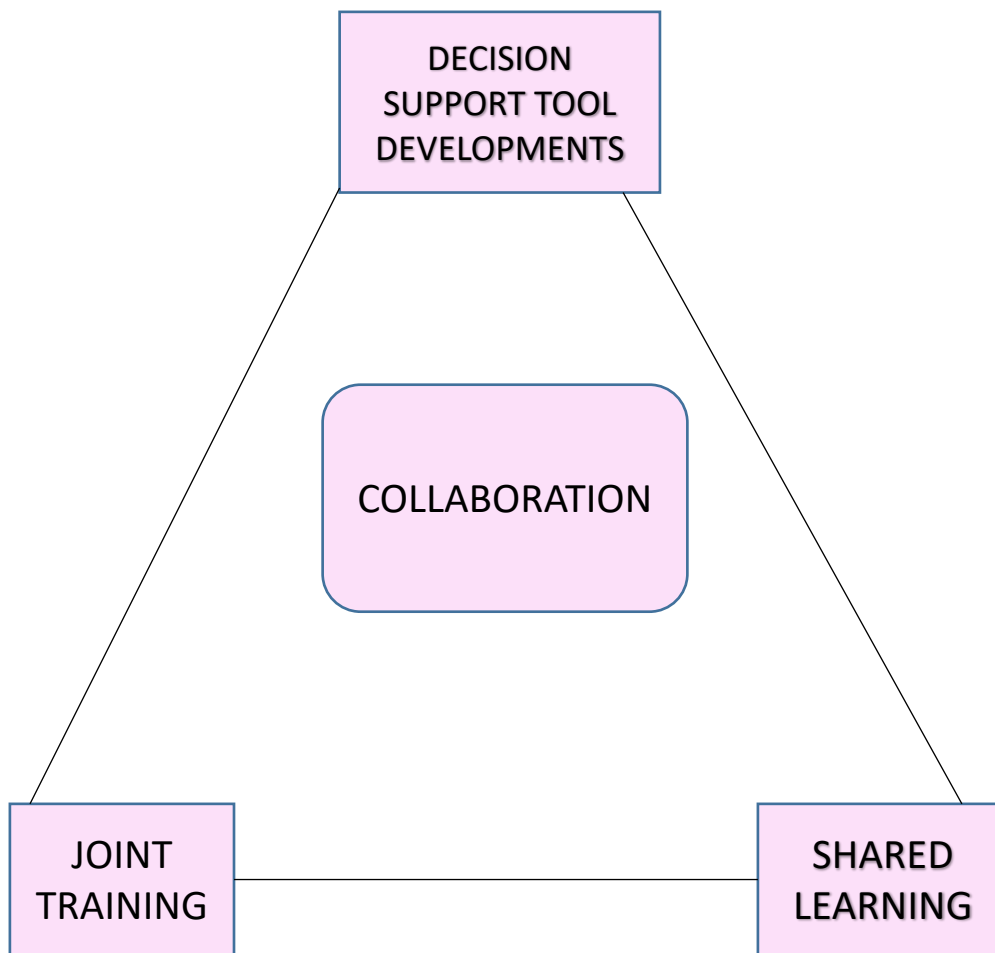 DECISION
SUPPORT TOOL
DEVELOPMENTS
COLLABORATION
JOINT
TRAINING
SHARED
LEARNING